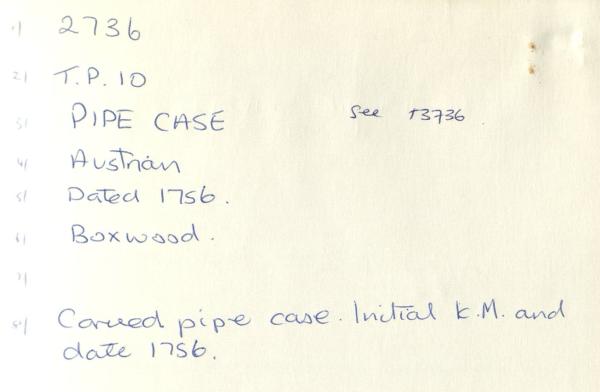 1) 2736
2) T.P. 10
3) PIPE CASE See T3736
4) Austrian
5) Dated 1756.
6) Boxwood.
7)
8) Carved pipe case. Initial K.M. and
date 1756.